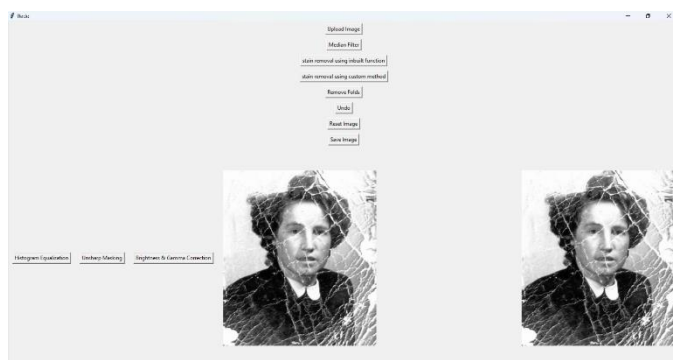 Upload Image
Median Filter
stain removal using inbuilt function
stain removal using custom method
Remove Folds
Undo
Reset Image
Save Image
Histogram Equalization
Unsharp Masking
Brightness & Gamma Correction